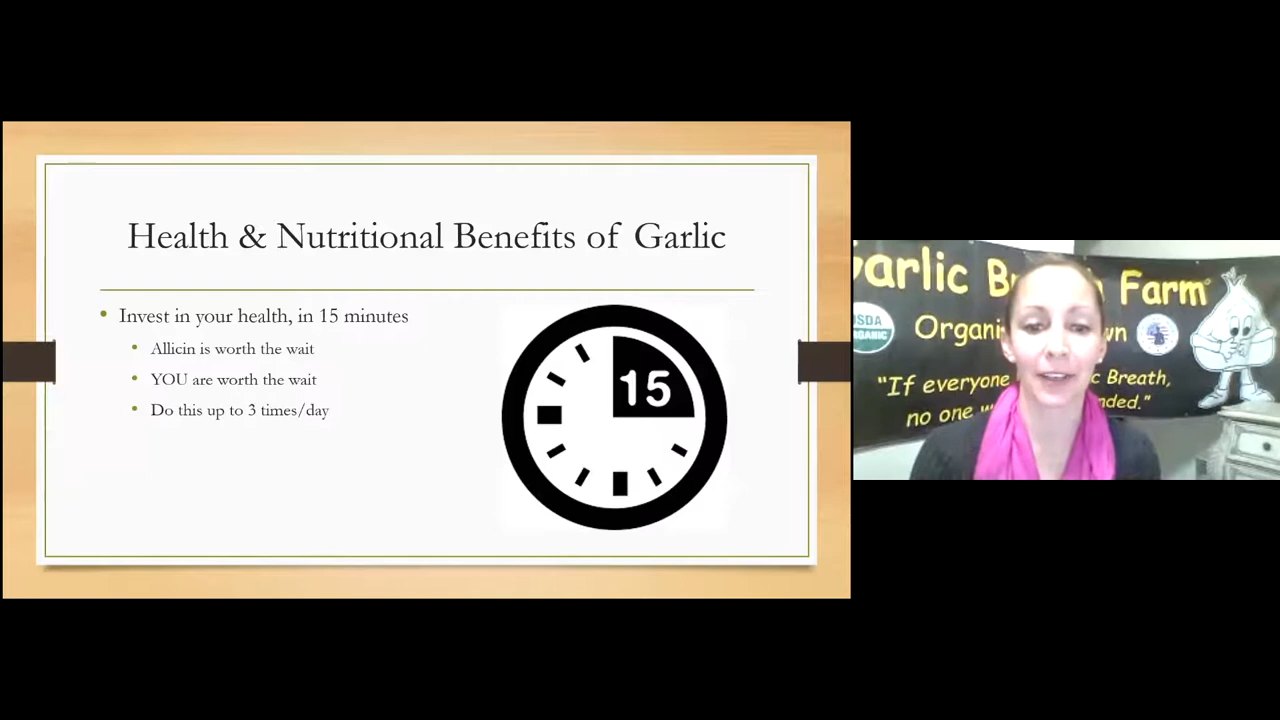 Health & Nutritional Benefits of Garlic
Invest in your health, in 15 minutes
Allicin is worth the wait
YOU are worth the wait
Do this up to 3 times/day
15
Garlic B Farm
USDA
ORGANIC
Organi wn
"If everyone c Breath,
no one w nded."